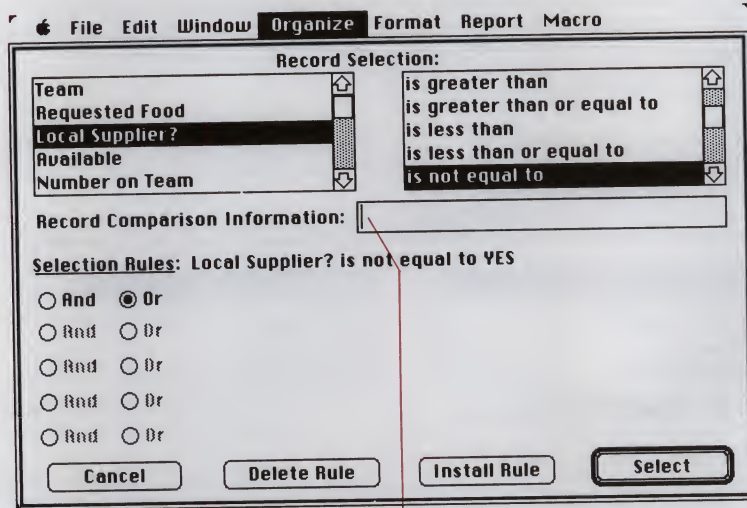 File Edit Window Organize Format Report Macro
Record Selection:
Team
Requested Food
Local Supplier?
Available
Number on Team
is greater than
is greater than or equal to
is less than
is less than or equal to
is not equal to
Record Comparison Information:
Selection Rules: Local Supplier? is not equal to YES
And Or
And Or
And Or
And Or
And Or
Cancel Delete Rule Install Rule Select